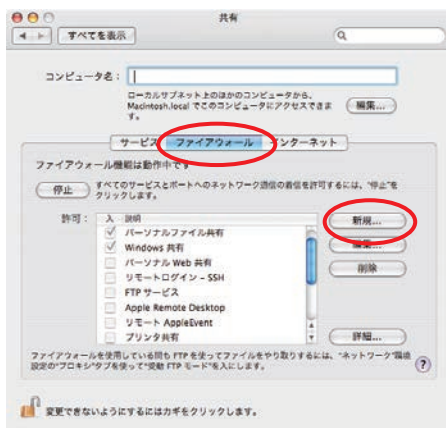 共有
すべてを表示
コンピュータ名：
ローカルサブネット上のほかのコンピュータから、
Macintosh.local でこのコンピュータにアクセスできま
す。
編集...
サービス ファイアウォール インターネット
ファイアウォール機能は動作中です
停止
すべてのサービスとポートへのネットワーク通信の着信を許可するには、"停止"を
クリックします。
許可：
入 説明
パーソナルファイル共有
Windows 共有
パーソナル Web 共有
リモートログイン – SSH
FTP サービス
Apple Remote Desktop
リモート AppleEvent
プリンタ共有
新規...
編集...
削除
詳細...
ファイアウォールを使用している間も FTP を使ってファイルをやり取りするには、"ネットワーク"環境
設定の"プロキシ"タブを使って"受動 FTP モード"を入にします。
?
変更できないようにするにはカギをクリックします。